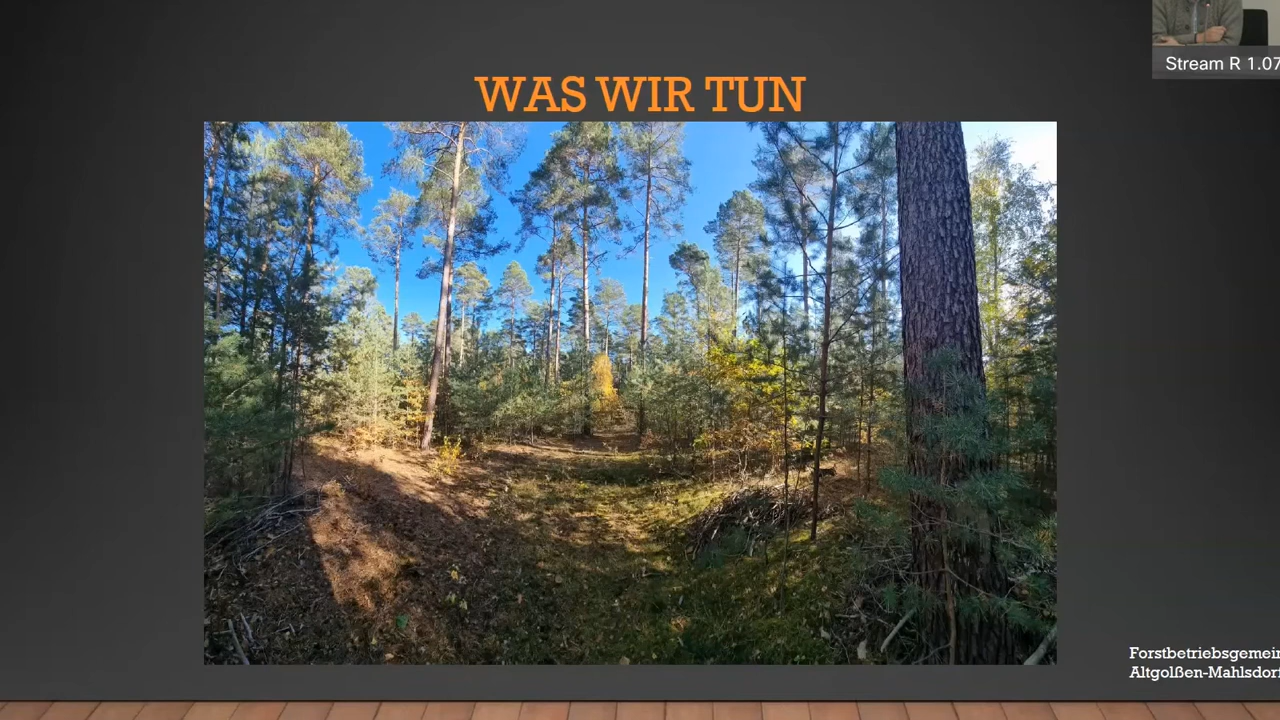 Stream R 1.07
WAS WIR TUN
Forstbetriebsgemein
Altgolßen-Mahlsdorf